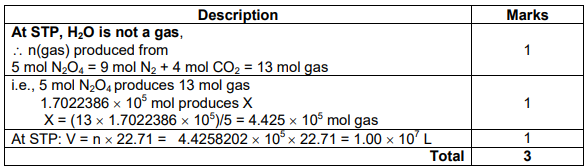 Description Marks
At STP, H₂O is not a gas,
∴ n(gas) produced from
5 mol N₂O₄ = 9 mol N₂ + 4 mol CO₂ = 13 mol gas
1
i.e., 5 mol N₂O₄ produces 13 mol gas
1.7022386 × 10⁵ mol produces X
X = (13 × 1.7022386 × 10⁵)/5 = 4.425 × 10⁵ mol gas
1
At STP: V = n × 22.71 = 4.4258202 × 10⁵ × 22.71 = 1.00 × 10⁷ L 1
Total 3